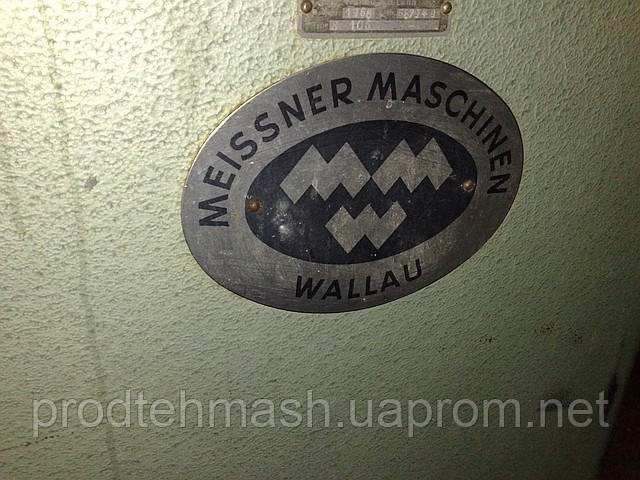 MEISSNER MASCHINEN
M M
W
WALLAU
prodtehmash.uaprom.net